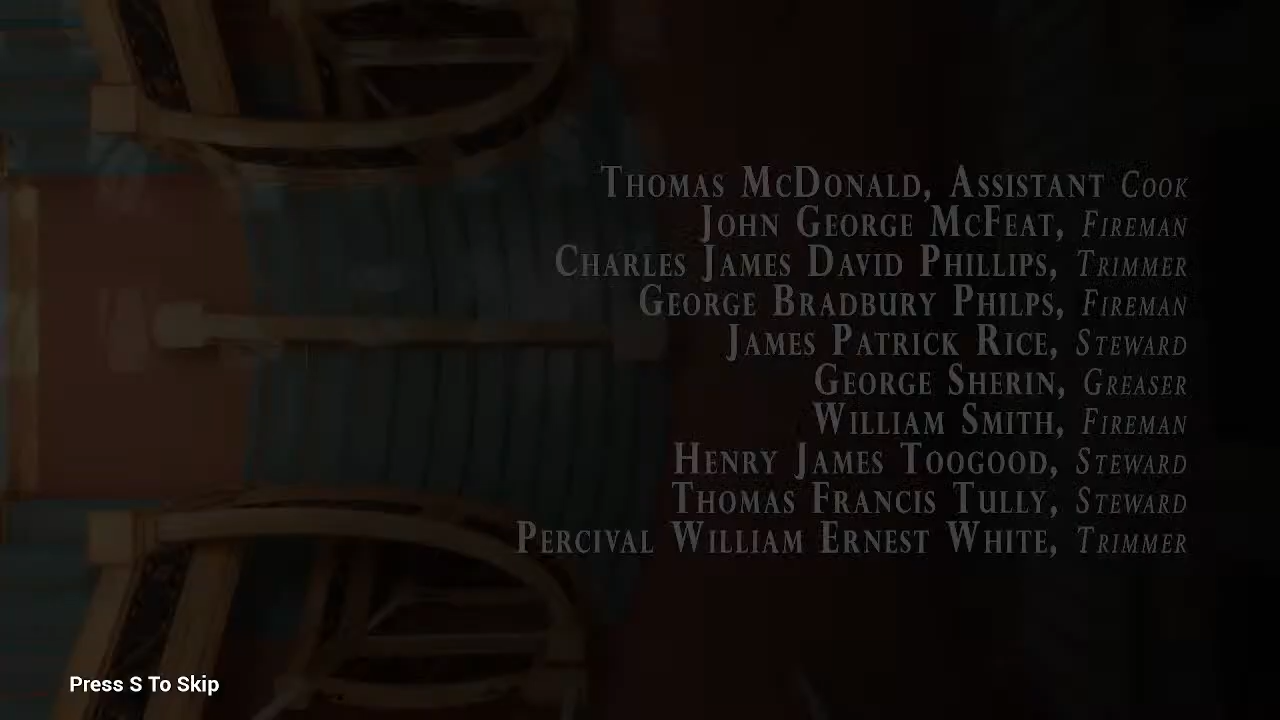 THOMAS MCDONALD, ASSISTANT COOK
JOHN GEORGE MCFEAT, FIREMAN
CHARLES JAMES DAVID PHILLIPS, TRIMMER
GEORGE BRADBURY PHILPS, FIREMAN
JAMES PATRICK RICE, STEWARD
GEORGE SHERIN, GREASER
WILLIAM SMITH, FIREMAN
HENRY JAMES TOOGOOD, STEWARD
THOMAS FRANCIS TULLY, STEWARD
PERCIVAL WILLIAM ERNEST WHITE, TRIMMER
Press S To Skip